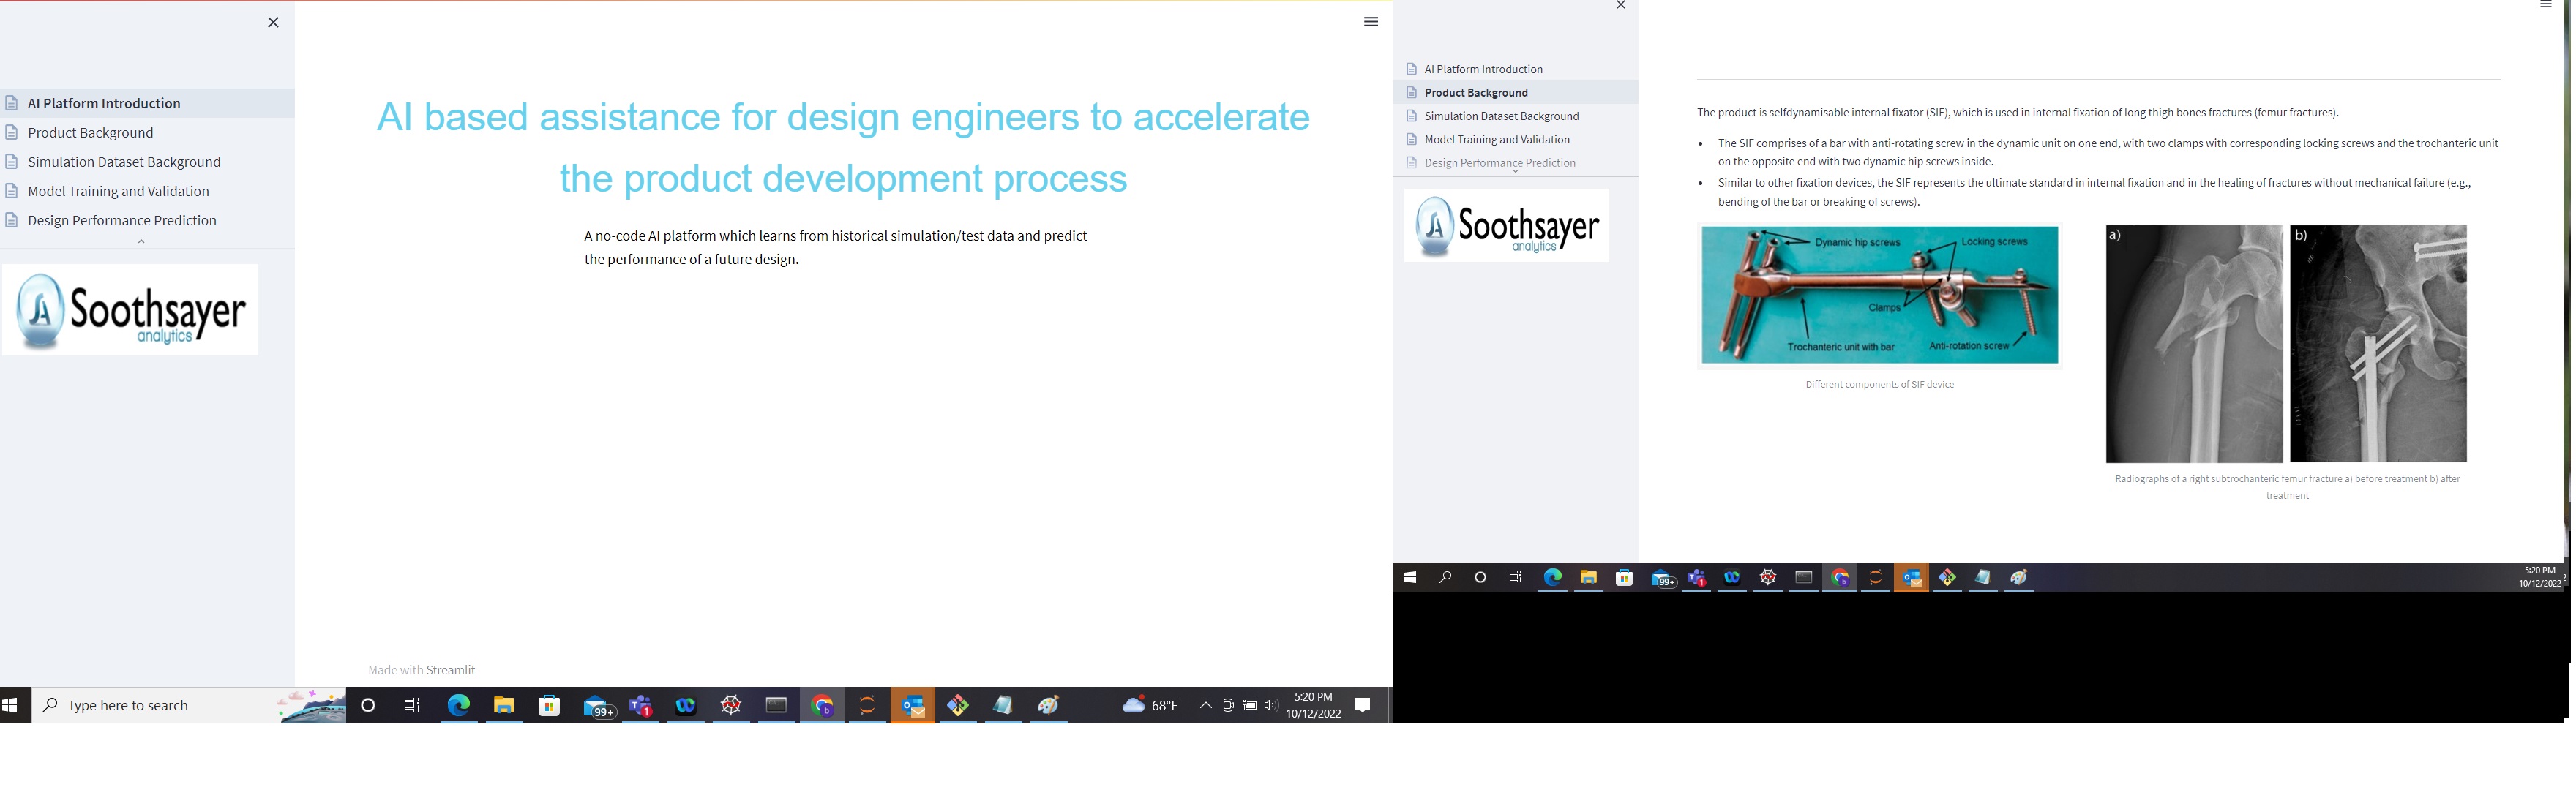 AI Platform Introduction
Product Background
Simulation Dataset Background
Model Training and Validation
Design Performance Prediction
Soothsayer
analytics
AI based assistance for design engineers to accelerate
the product development process
A no-code AI platform which learns from historical simulation/test data and predict
the performance of a future design.
Made with Streamlit
Type here to search
99+
1
b
68°F
5:20 PM
10/12/2022
AI Platform Introduction
Product Background
Simulation Dataset Background
Model Training and Validation
Design Performance Prediction
Soothsayer
analytics
The product is selfdynamisable internal fixator (SIF), which is used in internal fixation of long thigh bones fractures (femur fractures).
• The SIF comprises of a bar with anti-rotating screw in the dynamic unit on one end, with two clamps with corresponding locking screws and the trochanteric unit
on the opposite end with two dynamic hip screws inside.
• Similar to other fixation devices, the SIF represents the ultimate standard in internal fixation and in the healing of fractures without mechanical failure (e.g.,
bending of the bar or breaking of screws).
Dynamic hip screws
Locking screws
Clamps
Trochanteric unit with bar
Anti-rotation screw
Different components of SIF device
a)
b)
Radiographs of a right subtrochanteric femur fracture a) before treatment b) after
treatment
99+
1
b
5:20 PM
10/12/2022